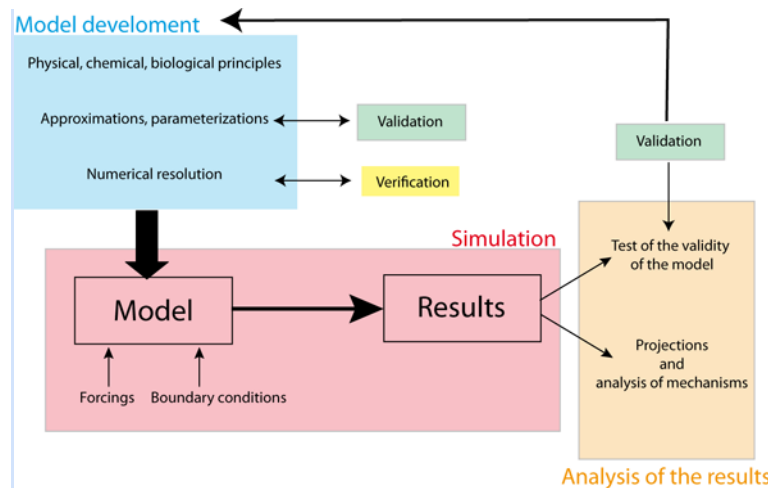 Model develoment
Physical, chemical, biological principles
Approximations, parameterizations
Validation
Validation
Numerical resolution
Verification
Simulation
Test of the validity
of the model
Model
Results
Projections
and
analysis of mechanisms
Forcings
Boundary conditions
Analysis of the results